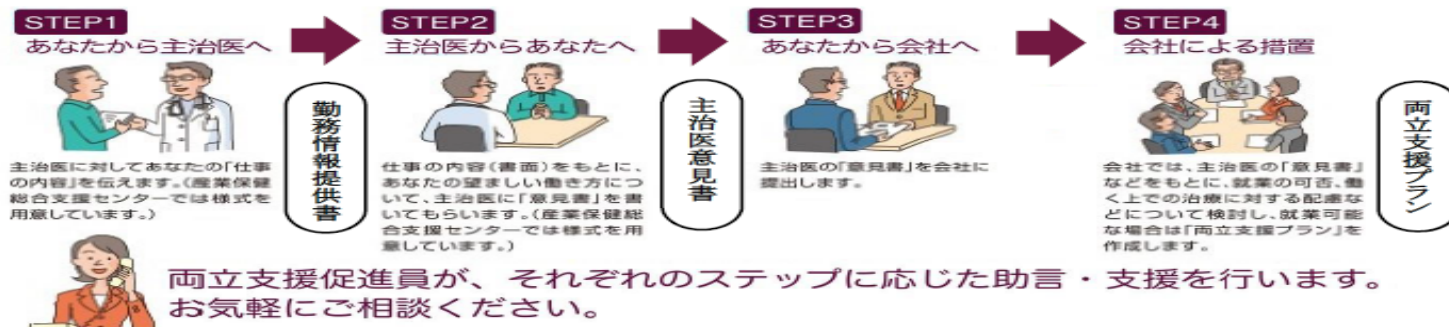 STEP1
あなたから主治医へ
主治医に対してあなたの「仕事
の内容」を伝えます。(産業保健
総合支援センターでは様式を
用意しています。)
勤務情報提供書
STEP2
主治医からあなたへ
仕事の内容(書面)をもとに、
あなたの望ましい働き方につ
いて、主治医に「意見書」を書
いてもらいます。(産業保健総
合支援センターでは様式を用
意しています。)
主治医意見書
STEP3
あなたから会社へ
主治医の「意見書」を会社に
提出します。
STEP4
会社による措置
会社では、主治医の「意見書」
などをもとに、就業の可否、働
く上での治療に対する配慮な
どについて検討し、就業可能
な場合は「両立支援プラン」を
作成します。
両立支援プラン
両立支援促進員が、それぞれのステップに応じた助言・支援を行います。
お気軽にご相談ください。